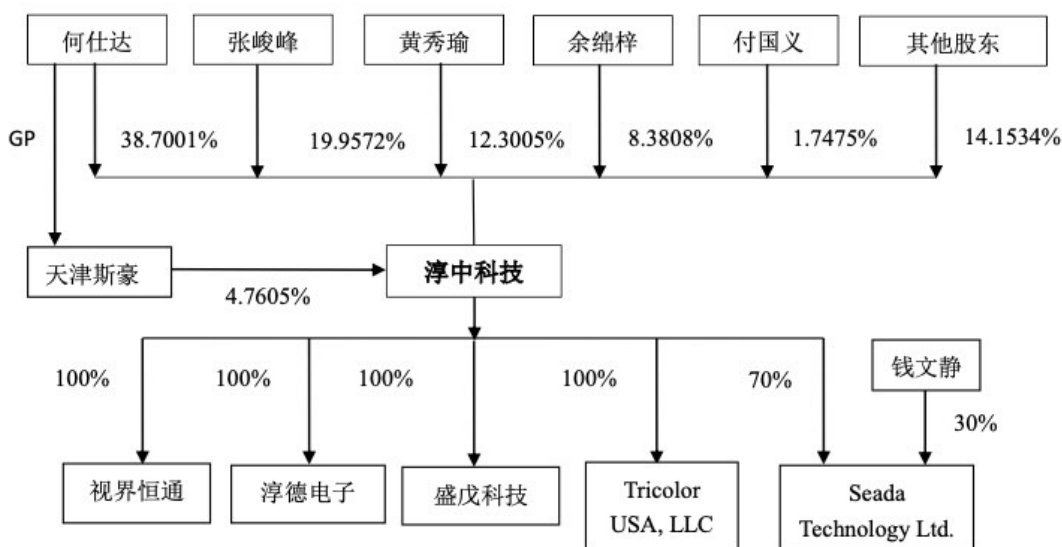 何仕达
张峻峰
黄秀瑜
余绵梓
付国义
其他股东
GP
38.7001%
19.9572%
12.3005%
8.3808%
1.7475%
14.1534%
天津斯豪
淳中科技
4.7605%
100%
100%
100%
100%
70%
钱文静
30%
视界恒通
淳德电子
盛戊科技
Tricolor
USA, LLC
Seada
Technology Ltd.